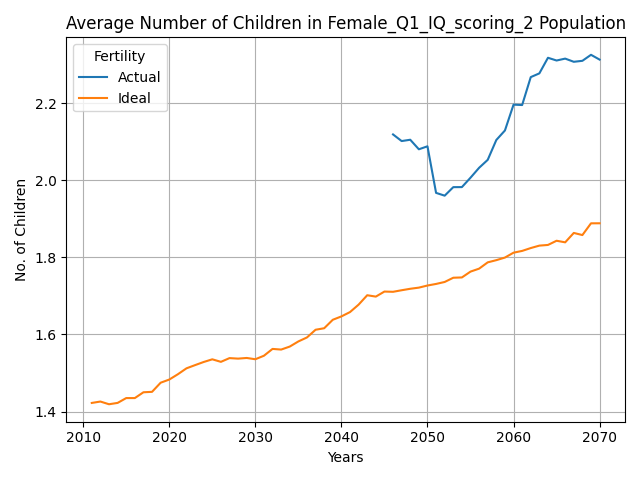 Average Number of Children in Female_Q1_IQ_scoring_2 Population
Fertility
Actual
Ideal
No. of Children
2.2
2.0
1.8
1.6
1.4
2010 2020 2030 2040 2050 2060 2070
Years